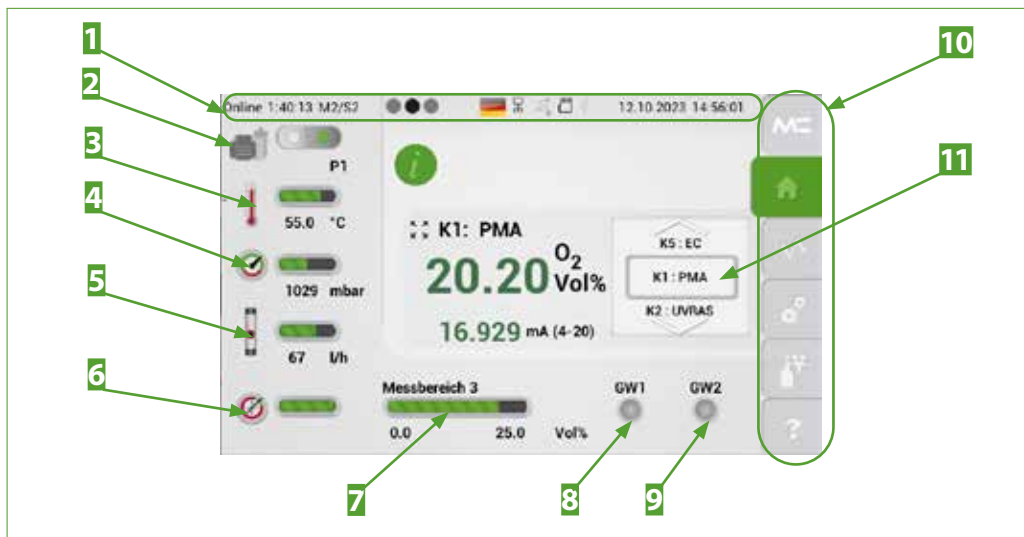 1
10
2
Online 1:40:13 M2/S2 12.10.2023 14:56:01
MC
3
P1
i
11
4
55.0 °C
K1: PMA
K5 : EC
20.20 O₂ Vol%
K1 : PMA
5
1029 mbar
K2 : UVRAS
16.929 mA (4-20)
67 l/h
6
Messbereich 3
GW1 GW2
0.0 25.0 Vol%
?
7
8
9